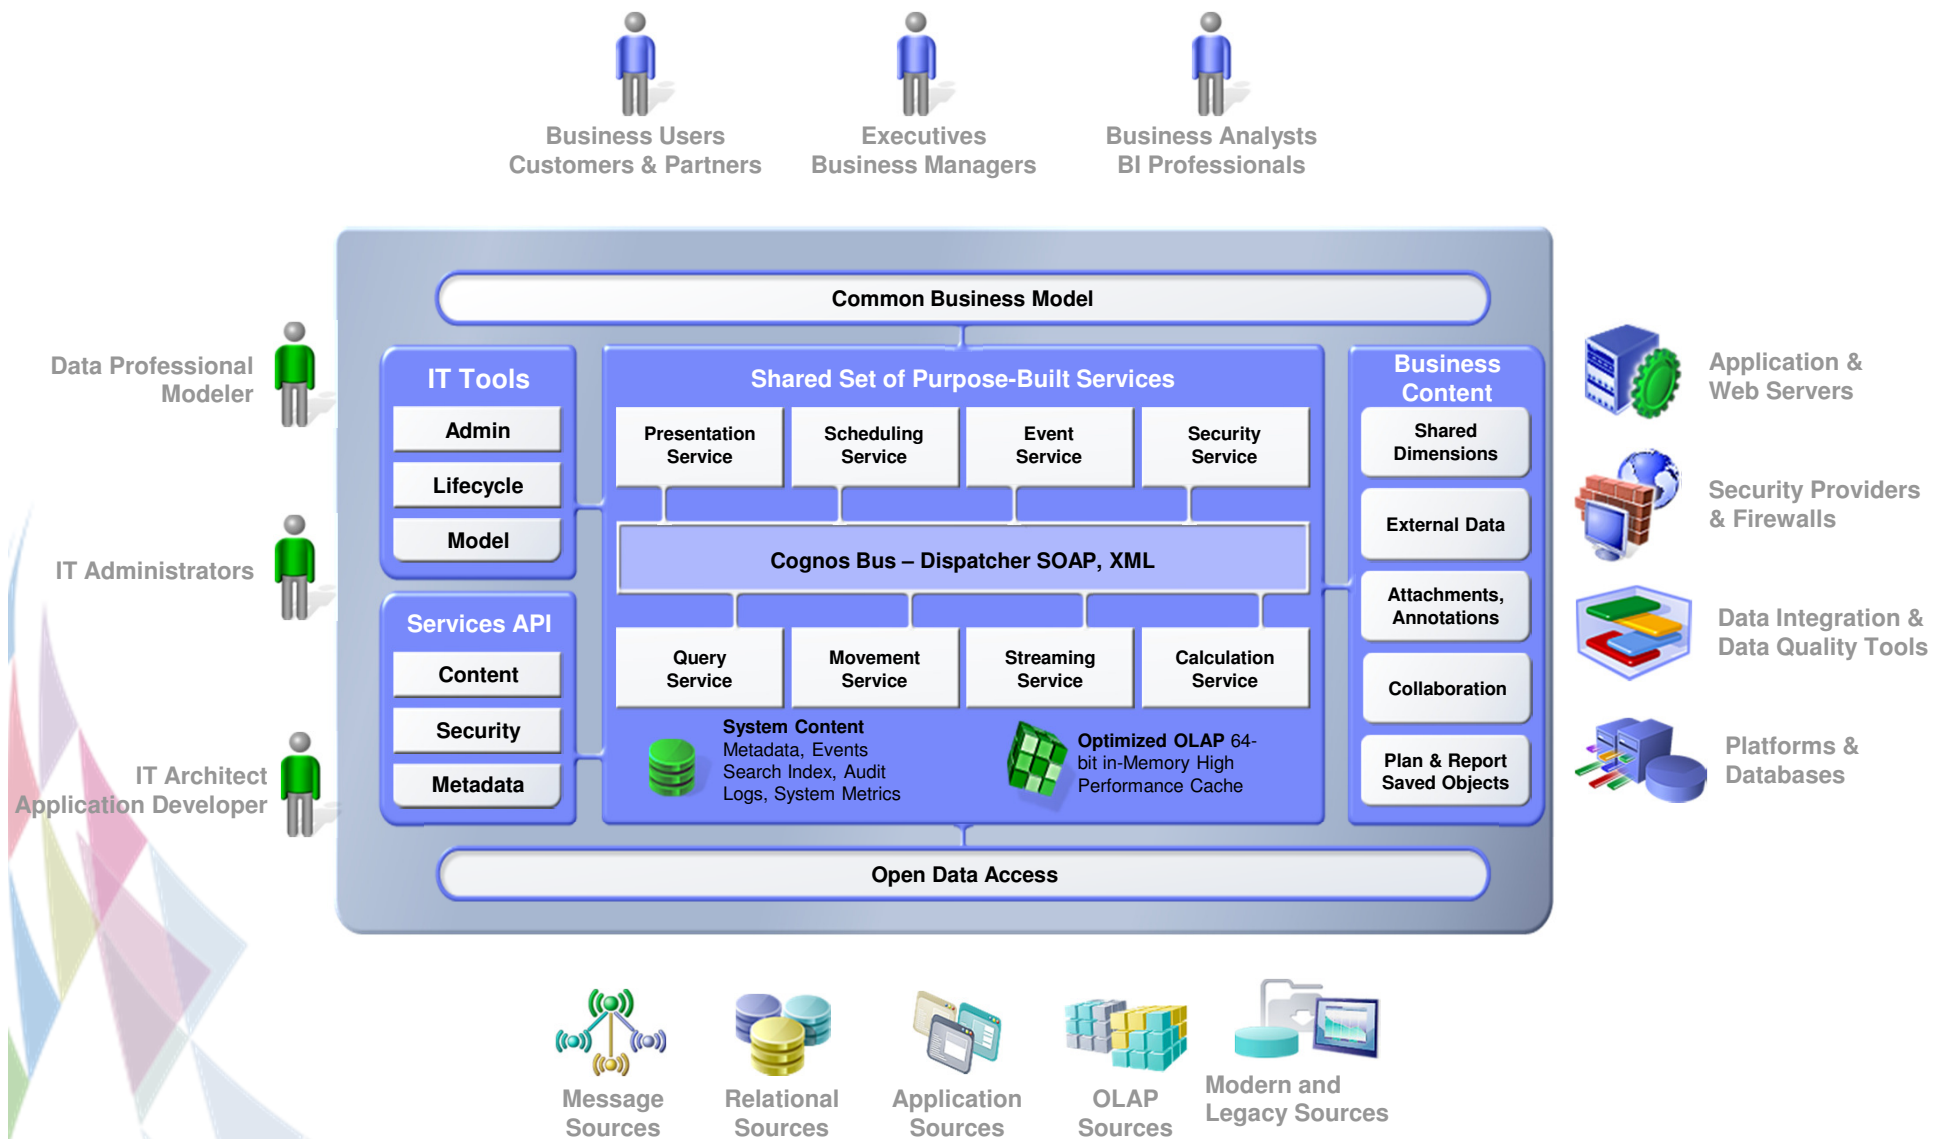 Business Users
Customers & Partners
Executives
Business Managers
Business Analysts
BI Professionals
Common Business Model
Data Professional
Modeler
IT Administrators
IT Architect
Application Developer
IT Tools
Admin
Lifecycle
Model
Services API
Content
Security
Metadata
Shared Set of Purpose-Built Services
Presentation
Service
Scheduling
Service
Event
Service
Security
Service
Cognos Bus – Dispatcher SOAP, XML
Query
Service
Movement
Service
Streaming
Service
Calculation
Service
System Content
Metadata, Events
Search Index, Audit
Logs, System Metrics
Optimized OLAP 64-
bit in-Memory High
Performance Cache
Business
Content
Shared
Dimensions
External Data
Attachments,
Annotations
Collaboration
Plan & Report
Saved Objects
Application &
Web Servers
Security Providers
& Firewalls
Data Integration &
Data Quality Tools
Platforms &
Databases
Open Data Access
Message
Sources
Relational
Sources
Application
Sources
OLAP
Sources
Modern and
Legacy Sources